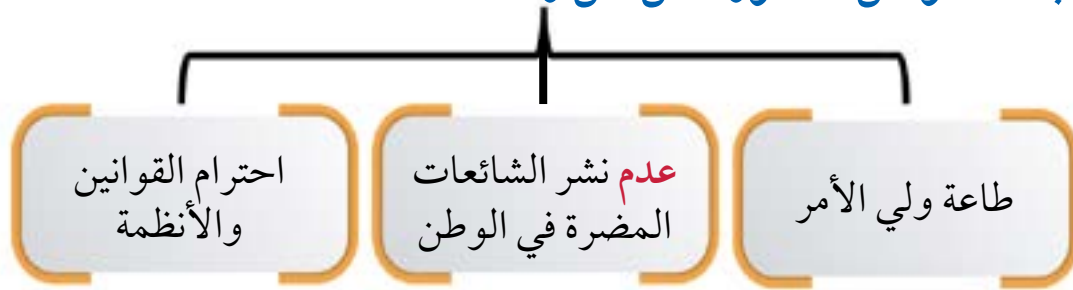 طاعة ولي الأمر
عدم نشر الشائعات
المضرة في الوطن
احترام القوانين
والأنظمة